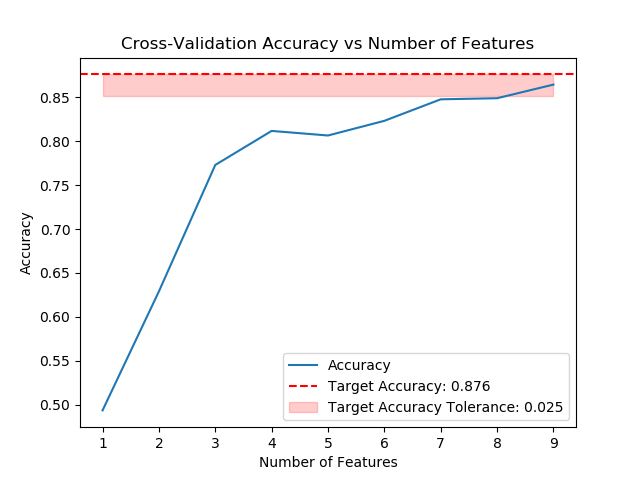 Cross-Validation Accuracy vs Number of Features
Accuracy
0.85
0.80
0.75
0.70
0.65
0.60
0.55
0.50
Accuracy
Target Accuracy: 0.876
Target Accuracy Tolerance: 0.025
1 2 3 4 5 6 7 8 9
Number of Features